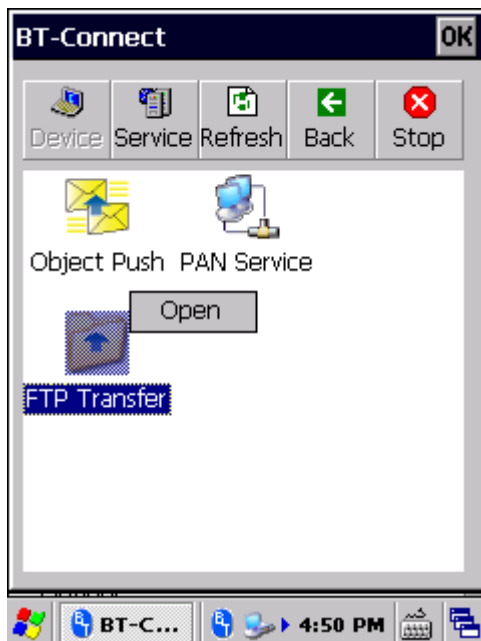 BT-Connect OK
Device Service Refresh Back Stop
Object Push PAN Service
Open
FTP Transfer
BT-C... 4:50 PM